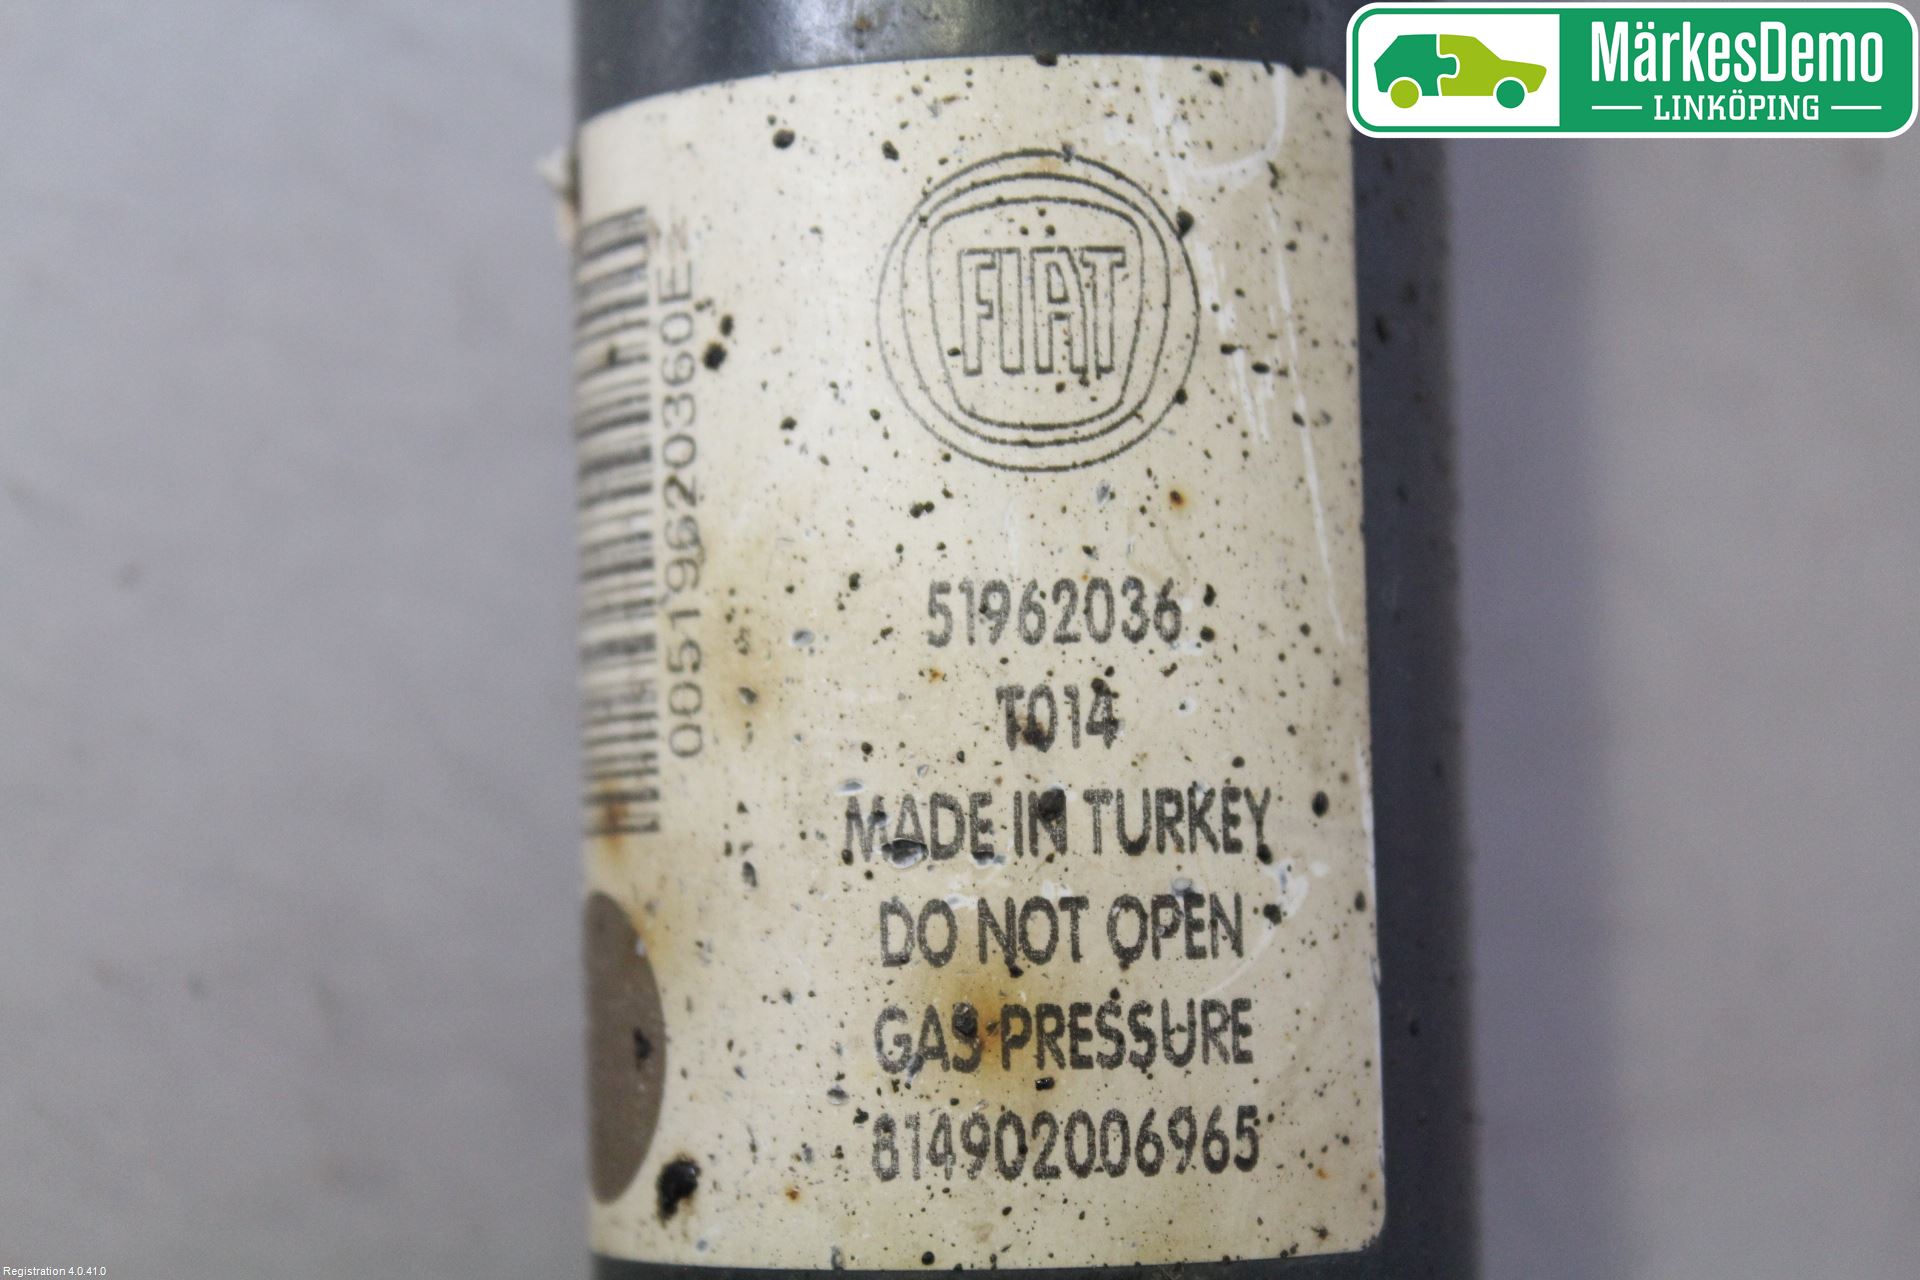 MärkesDemo
LINKÖPING
FIAT
00519620360E
51962036
T014
MADE IN TURKEY
DO NOT OPEN
GAS PRESSURE
814902006965
Registration 4.0.41.0